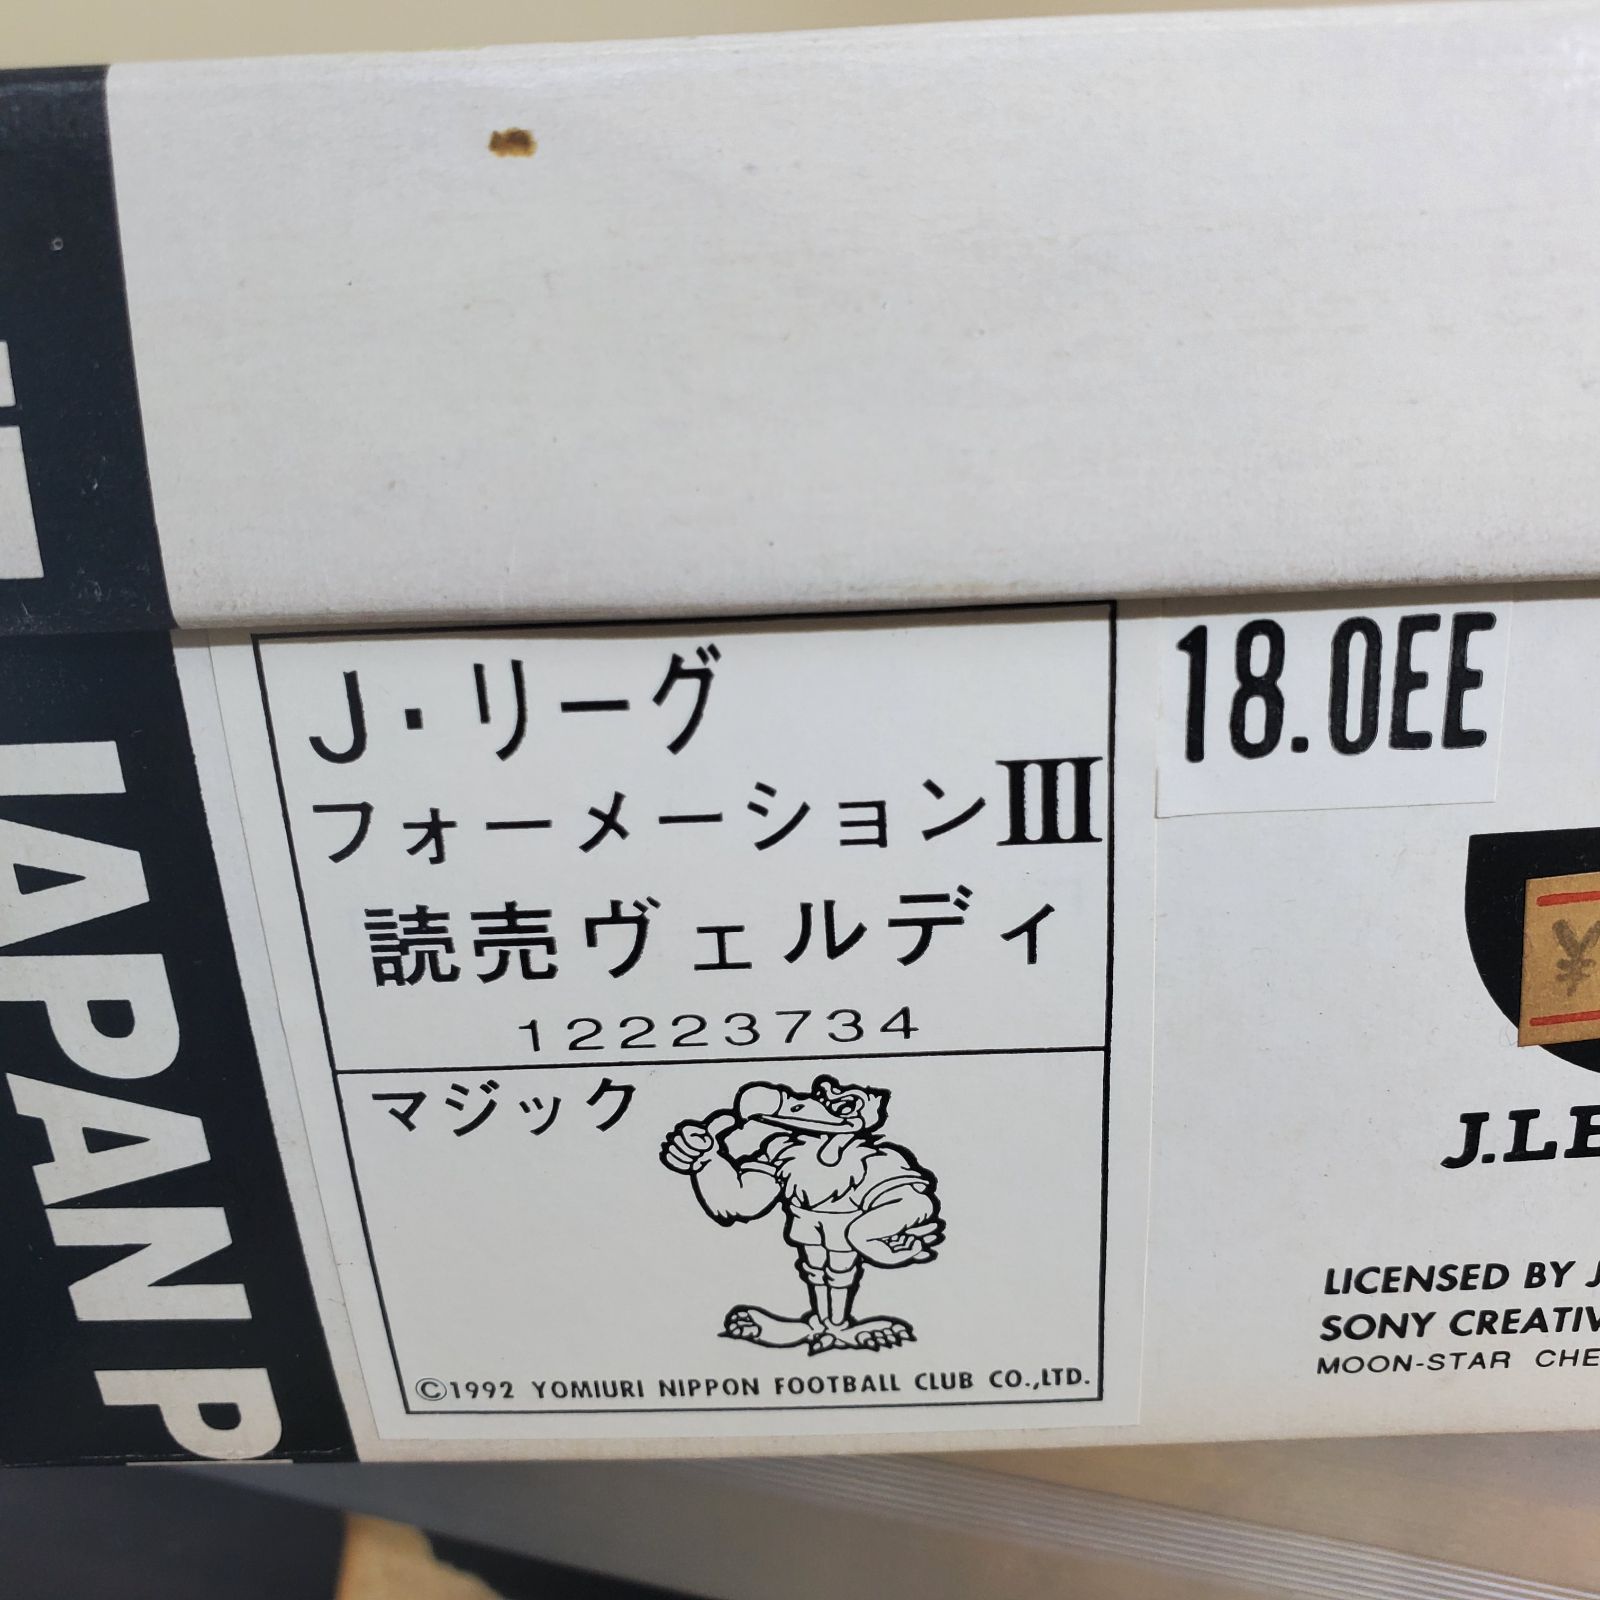 J・リーグ
フォーメーションⅢ
読売ヴェルディ
12223734
マジック
©1992 YOMIURI NIPPON FOOTBALL CLUB CO.,LTD.
18.0EE
¥
J.LE
LICENSED BY J
SONY CREATIV
MOON-STAR CHE
JAPAN P